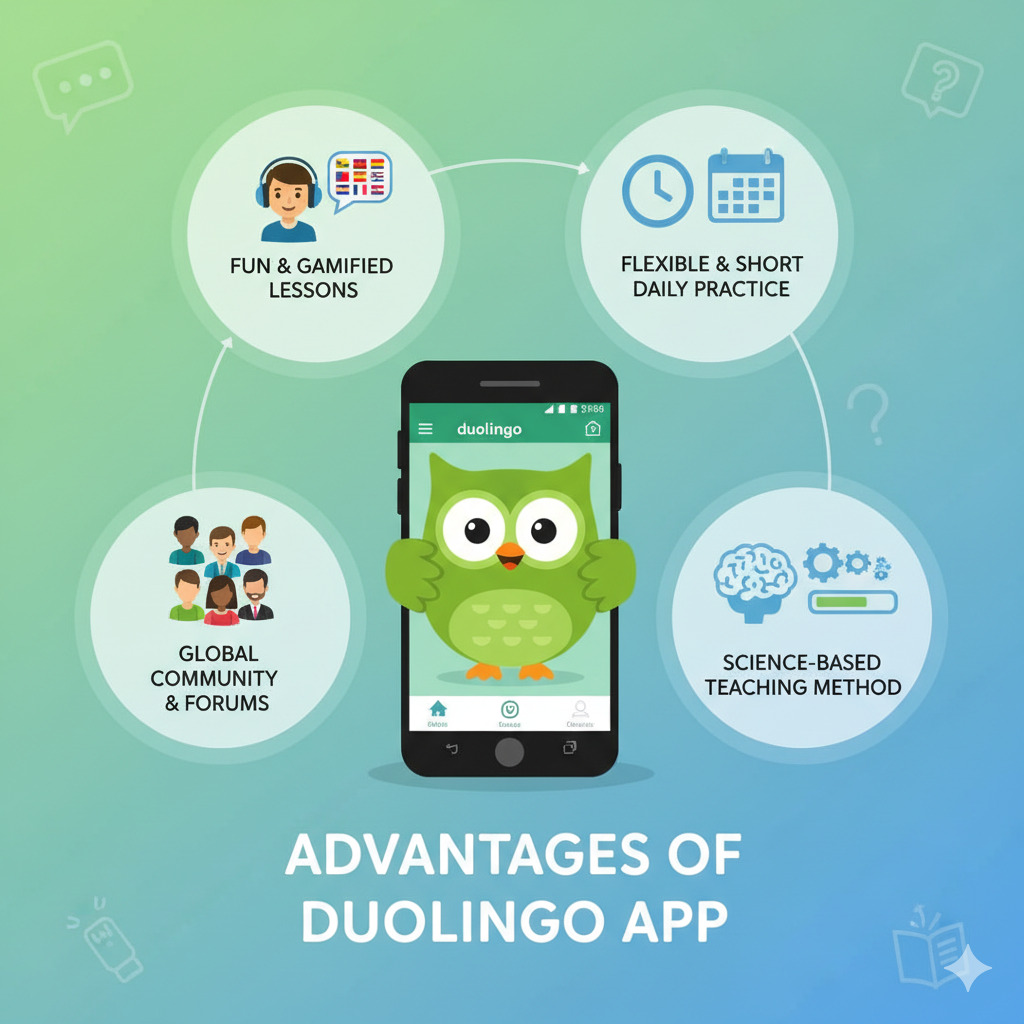 FUN & GAMIFIED
LESSONS
FLEXIBLE & SHORT
DAILY PRACTICE
duolingo
GLOBAL
COMMUNITY
& FORUMS
SCIENCE-BASED
TEACHING METHOD
ADVANTAGES OF
DUOLINGO APP